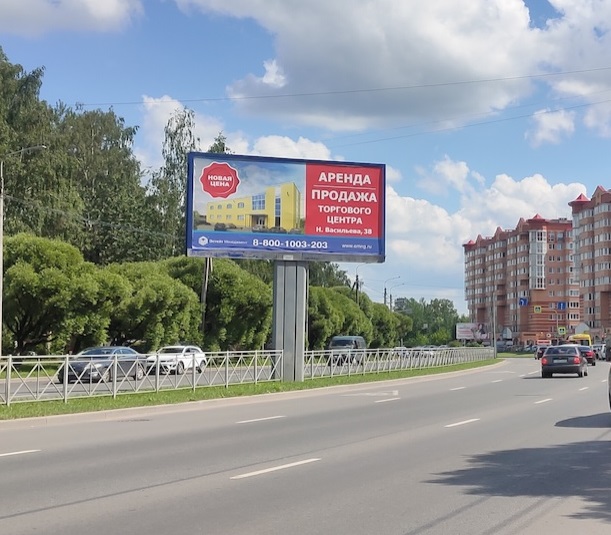 НОВАЯ
ЦЕНА
АРЕНДА
ПРОДАЖА
ТОРГОВОГО
ЦЕНТРА
Н. Васильева, 38
8-800-1003-203